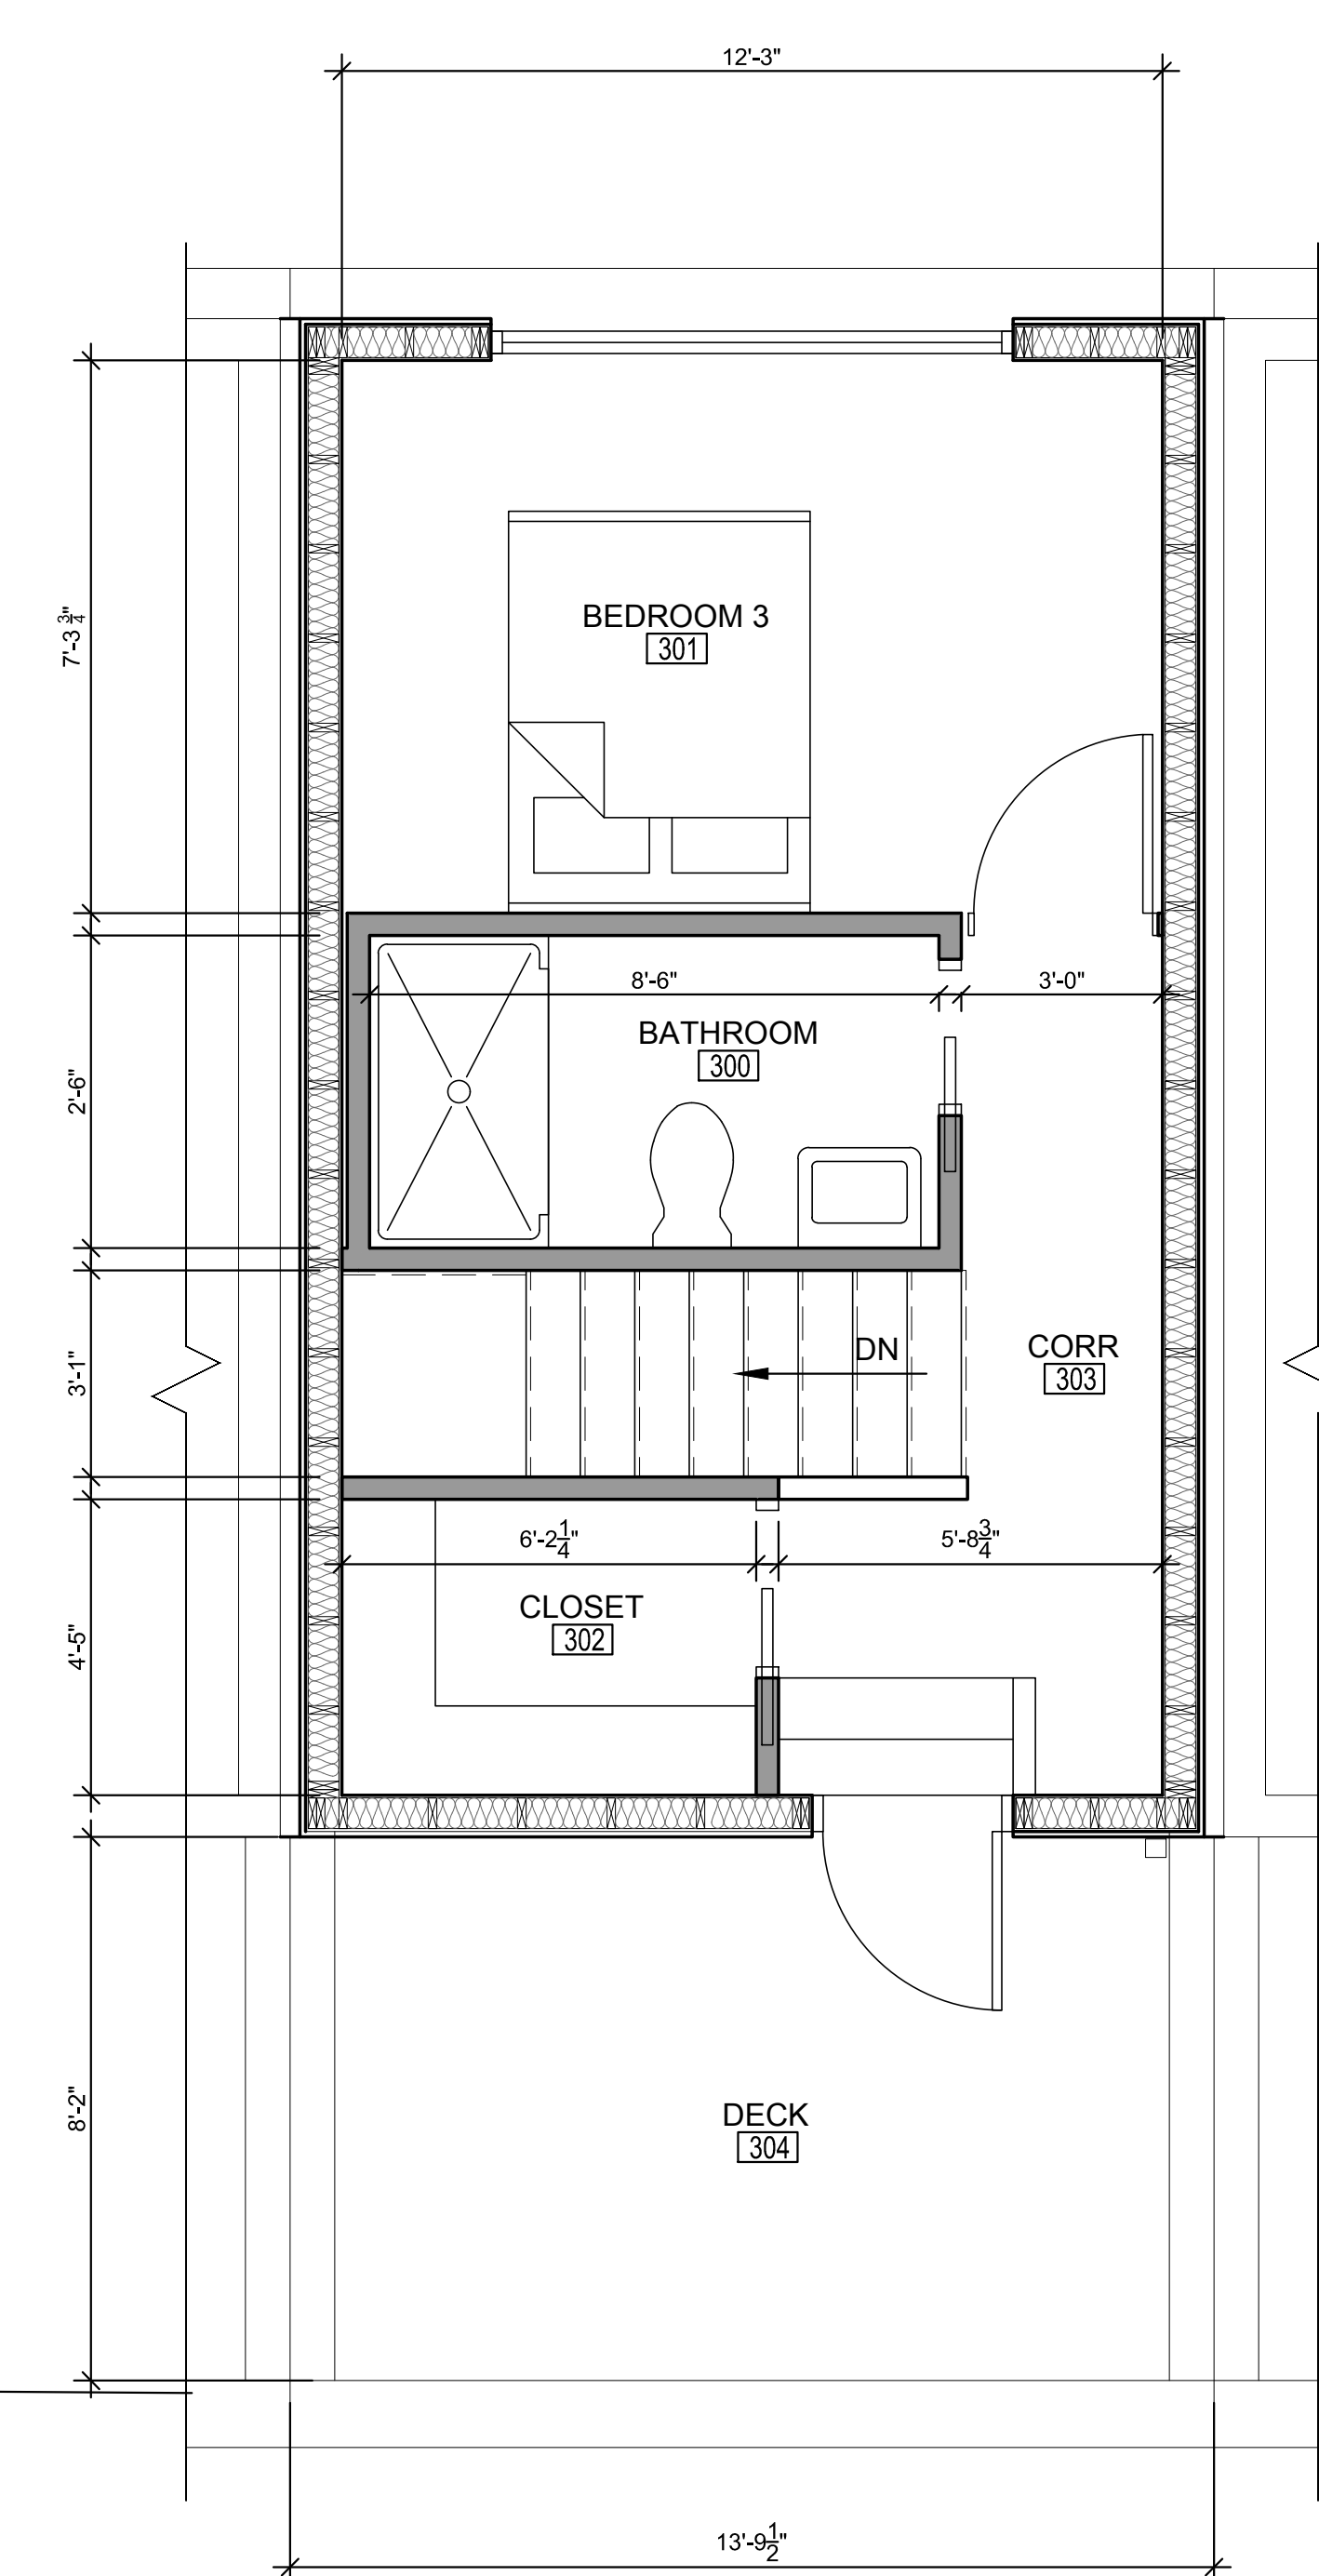 12'-3"
7'-3 3/4"
BEDROOM 3
301
8'-6"
3'-0"
BATHROOM
300
2'-6"
DN
CORR
303
3'-1"
6'-2 1/4"
5'-8 3/4"
CLOSET
302
4'-5"
8'-2"
DECK
304
13'-9 1/2"